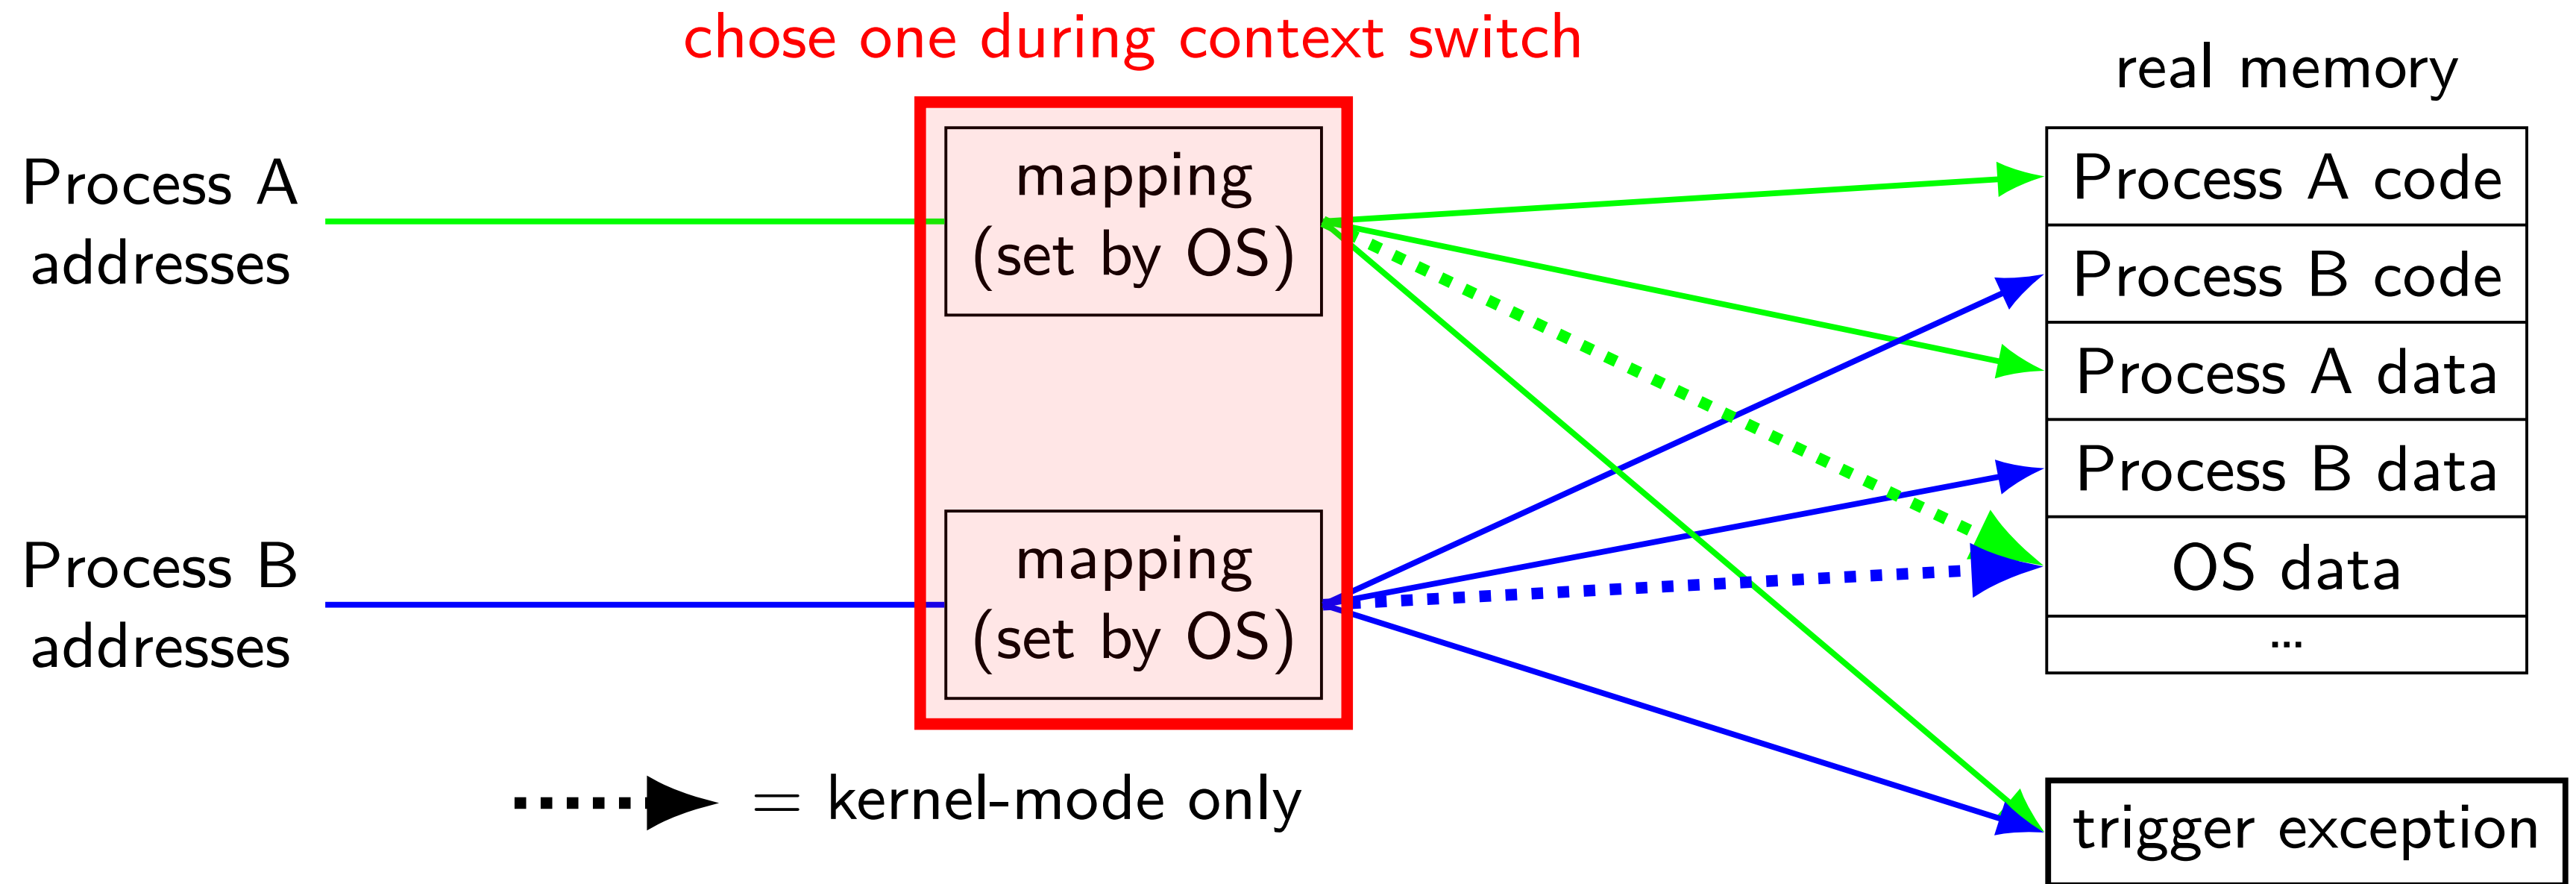 chose one during context switch
real memory
Process A
addresses
mapping
(set by OS)
Process A code
Process B code
Process A data
Process B data
OS data
...
Process B
addresses
mapping
(set by OS)
= kernel-mode only
trigger exception